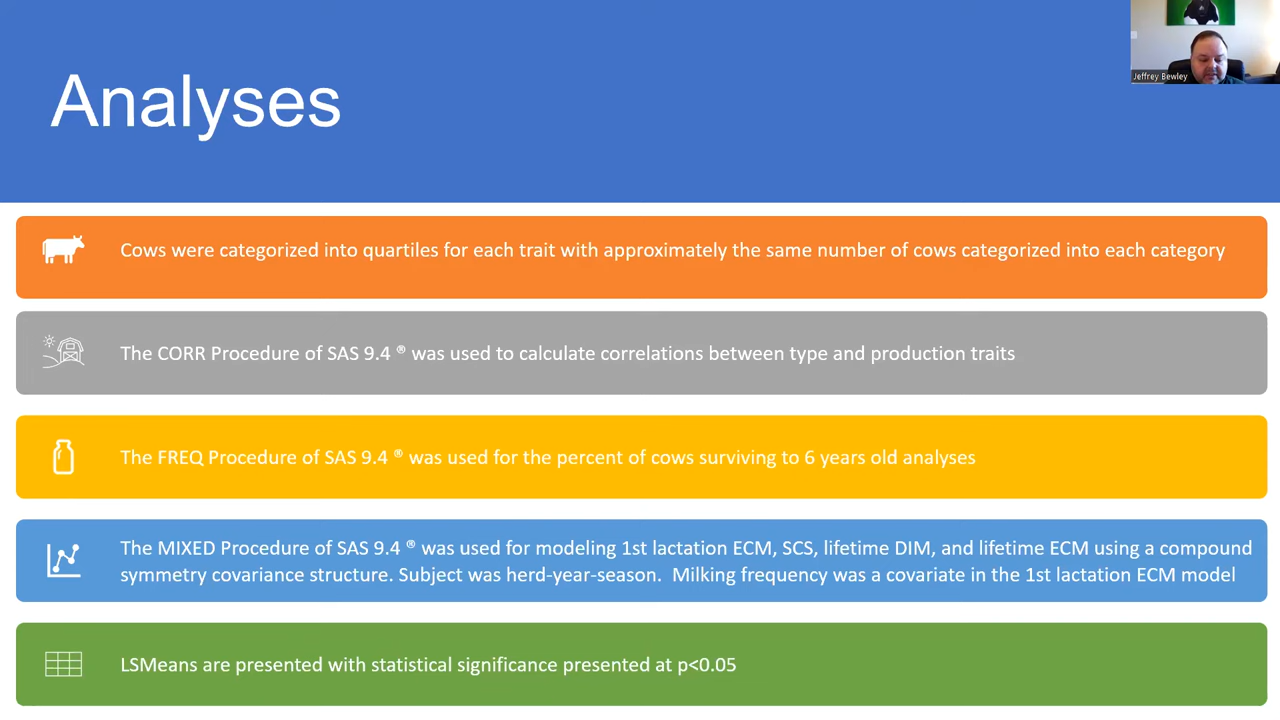 Analyses
Jeffrey Bewley
Cows were categorized into quartiles for each trait with approximately the same number of cows categorized into each category
The CORR Procedure of SAS 9.4 ® was used to calculate correlations between type and production traits
The FREQ Procedure of SAS 9.4 ® was used for the percent of cows surviving to 6 years old analyses
The MIXED Procedure of SAS 9.4 ® was used for modeling 1st lactation ECM, SCS, lifetime DIM, and lifetime ECM using a compound
symmetry covariance structure. Subject was herd-year-season.  Milking frequency was a covariate in the 1st lactation ECM model
LSMeans are presented with statistical significance presented at p<0.05